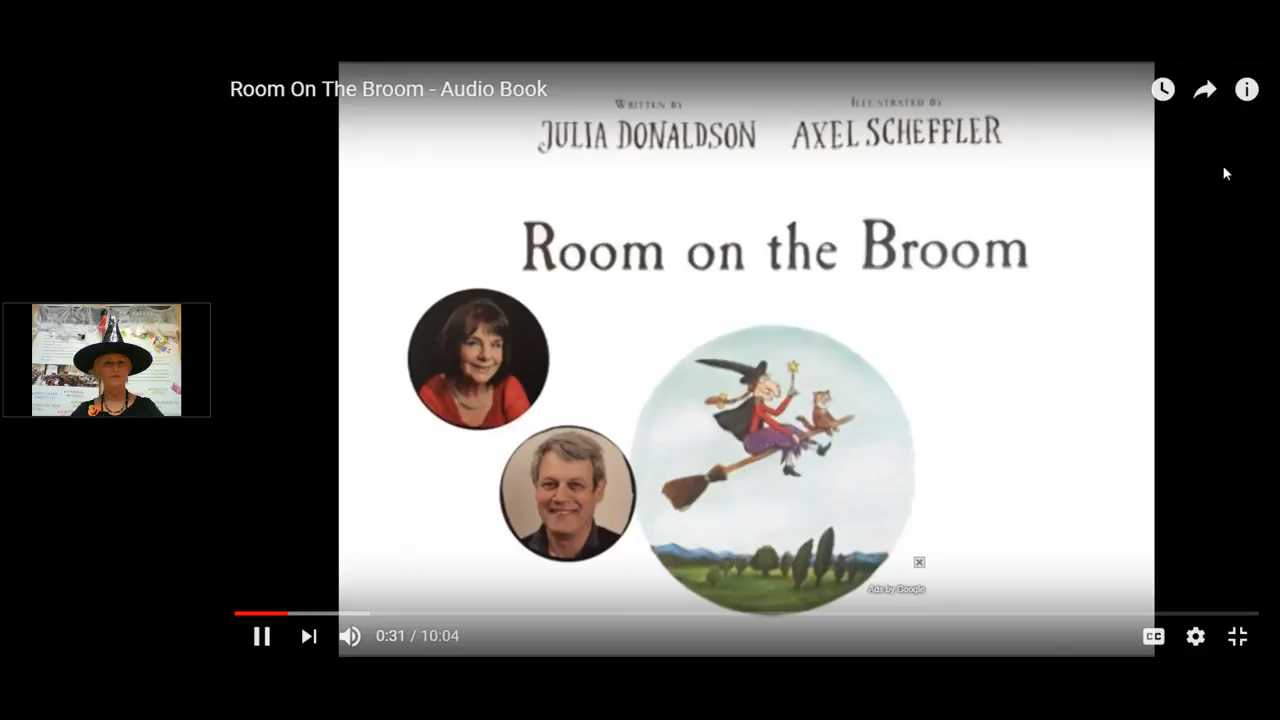 Room On The Broom - Audio Book
WRITTEN BY
JULIA DONALDSON
ILLUSTRATED BY
AXEL SCHEFFLER
Room on the Broom
Ads by Google
0:31 / 10:04
CC